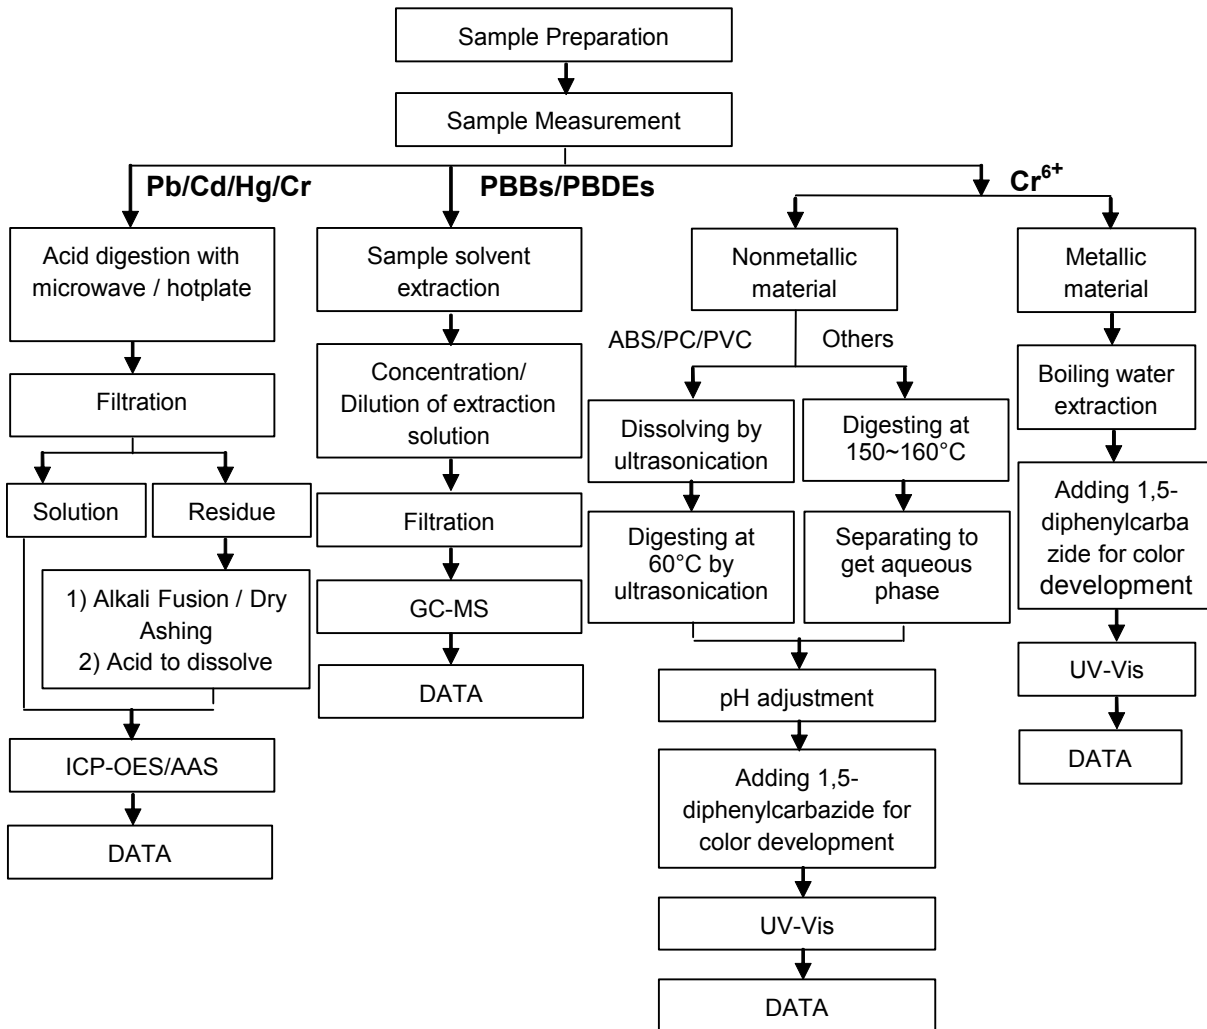 Sample Preparation
Sample Measurement
Pb/Cd/Hg/Cr
Acid digestion with
microwave / hotplate
Filtration
Solution
Residue
1) Alkali Fusion / Dry
Ashing
2) Acid to dissolve
ICP-OES/AAS
DATA
PBBs/PBDEs
Sample solvent
extraction
Concentration/
Dilution of extraction
solution
Filtration
GC-MS
DATA
Cr⁶⁺
Nonmetallic
material
ABS/PC/PVC
Others
Dissolving by
ultrasonication
Digesting at
60°C by
ultrasonication
Digesting at
150~160°C
Separating to
get aqueous
phase
pH adjustment
Adding 1,5-
diphenylcarbazide for
color development
UV-Vis
DATA
Metallic
material
Boiling water
extraction
Adding 1,5-
diphenylcarba
zide for color
development
UV-Vis
DATA